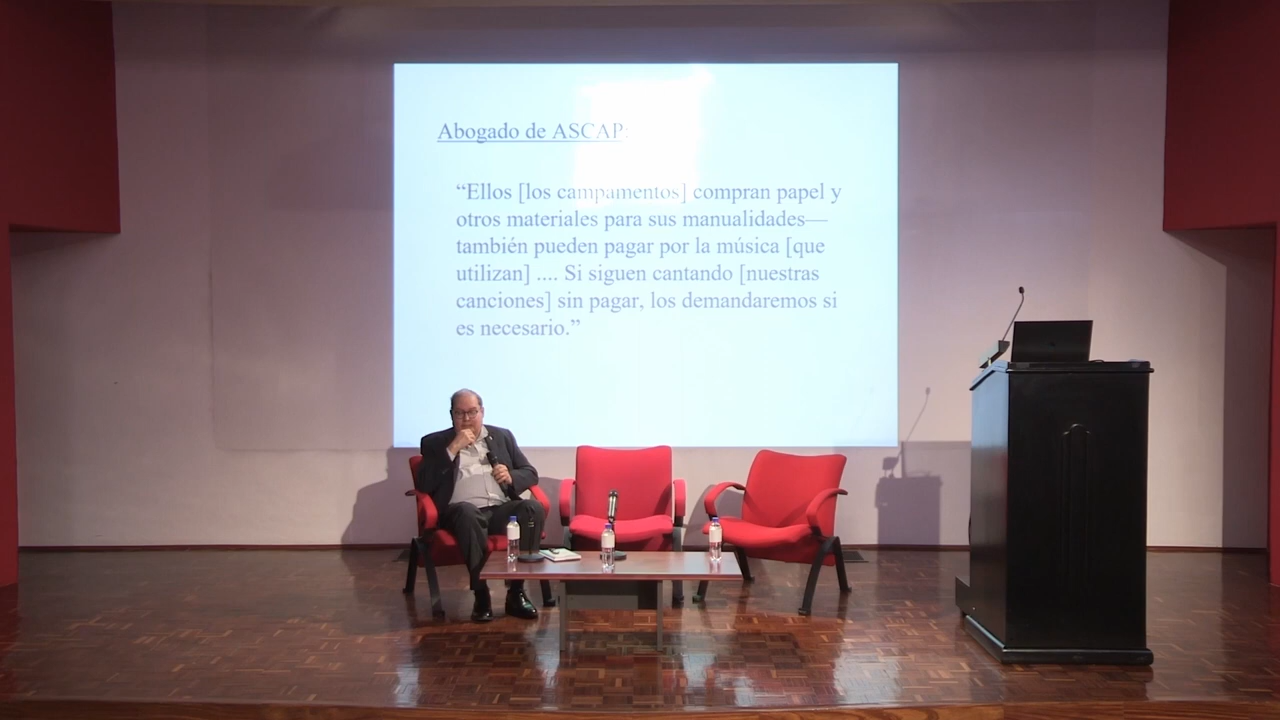 Abogado de ASCAP:
“Ellos [los campamentos] compran papel y
otros materiales para sus manualidades—
también pueden pagar por la música [que
utilizan] .... Si siguen cantando [nuestras
canciones] sin pagar, los demandaremos si
es necesario.”